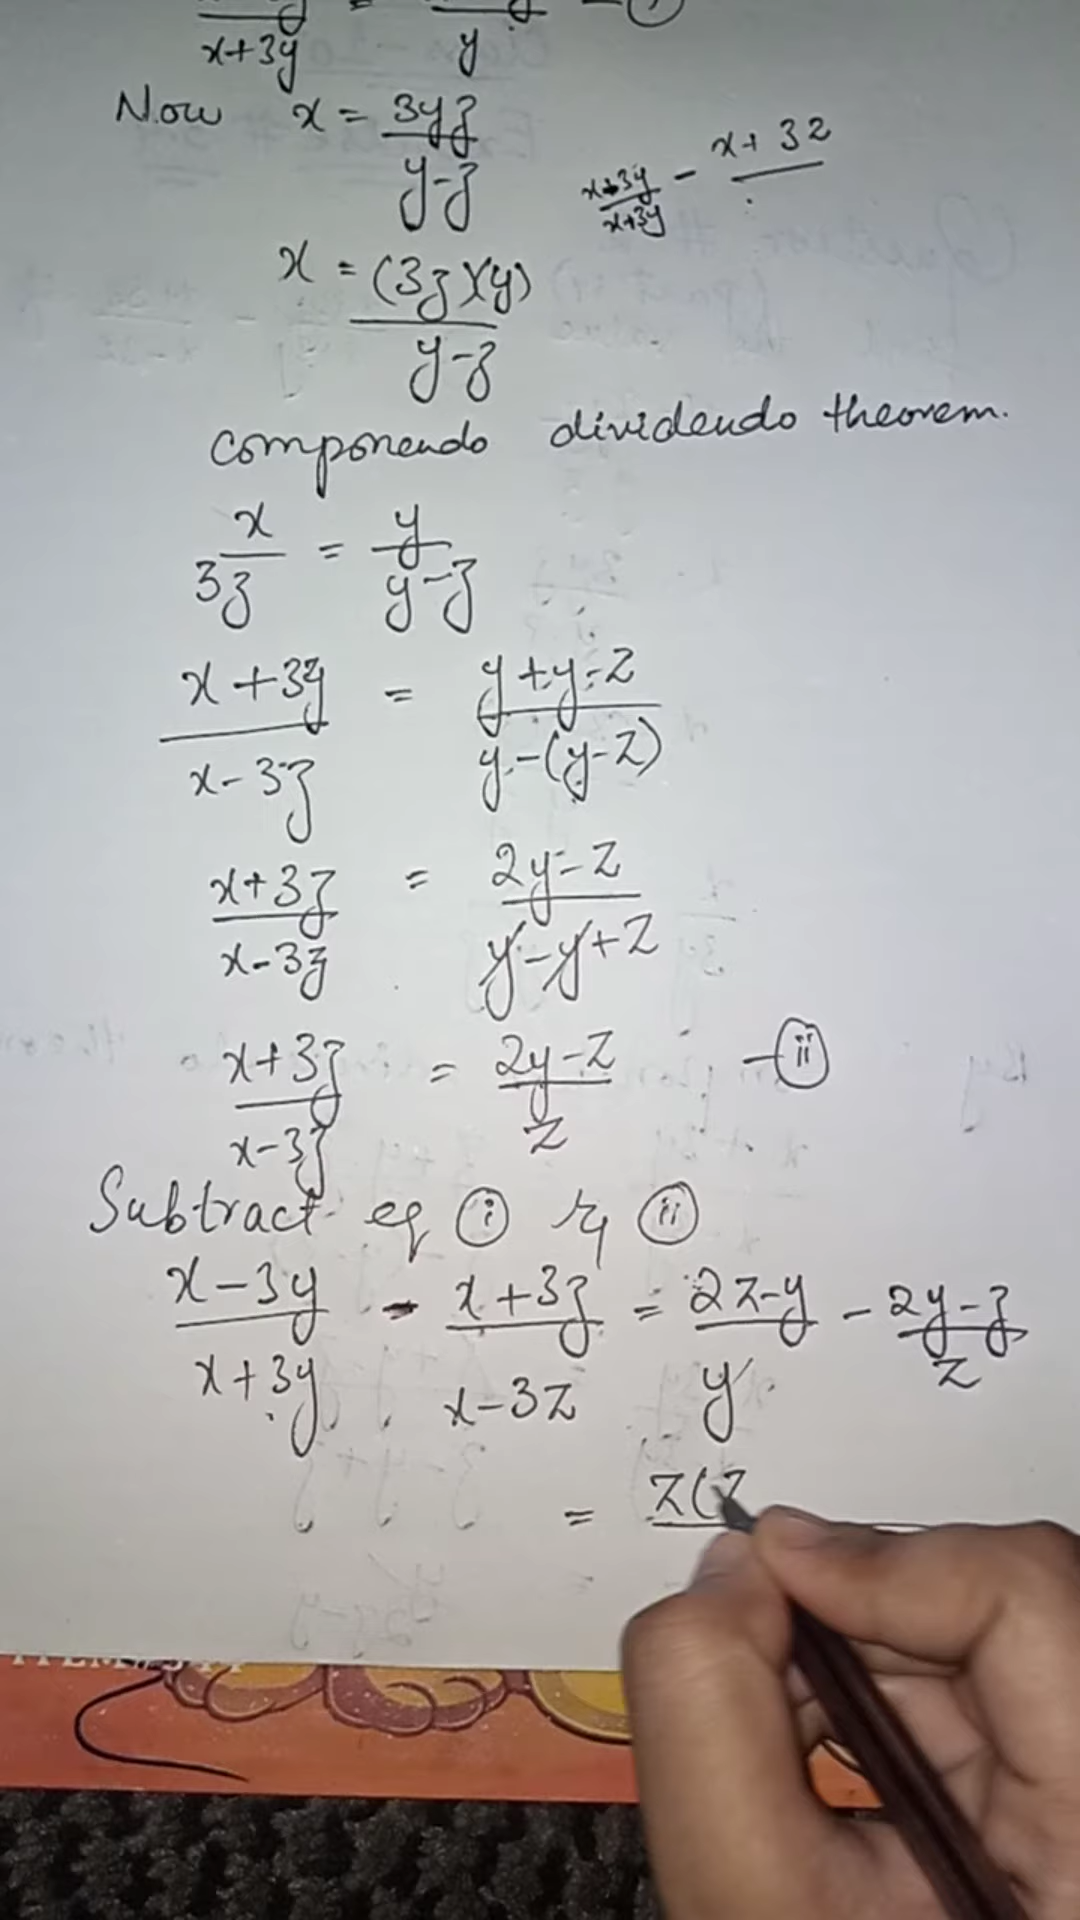 x+3y y
Now x = 3yz / y-z
x+3y / x+3y - x+3z
x = (3z)(y) / y-z
componendo dividendo theorem.
x / 3z = y / y-z
x+3z / x-3z = y+y-z / y-(y-z)
x+3z / x-3z = 2y-z / y-y+z
x+3z / x-3z = 2y-z / z -(ii)
Subtract eq (i) & (ii)
x-3y / x+3y - x+3z / x-3z = 2z-y / y - 2y-z / z
= z(z